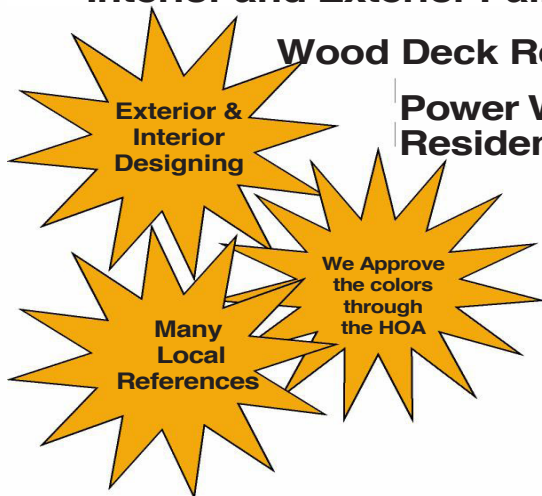 Wood Deck
Exterior &
Interior
Designing
Power
We Approve
the colors
through
the HOA
Many
Local
References